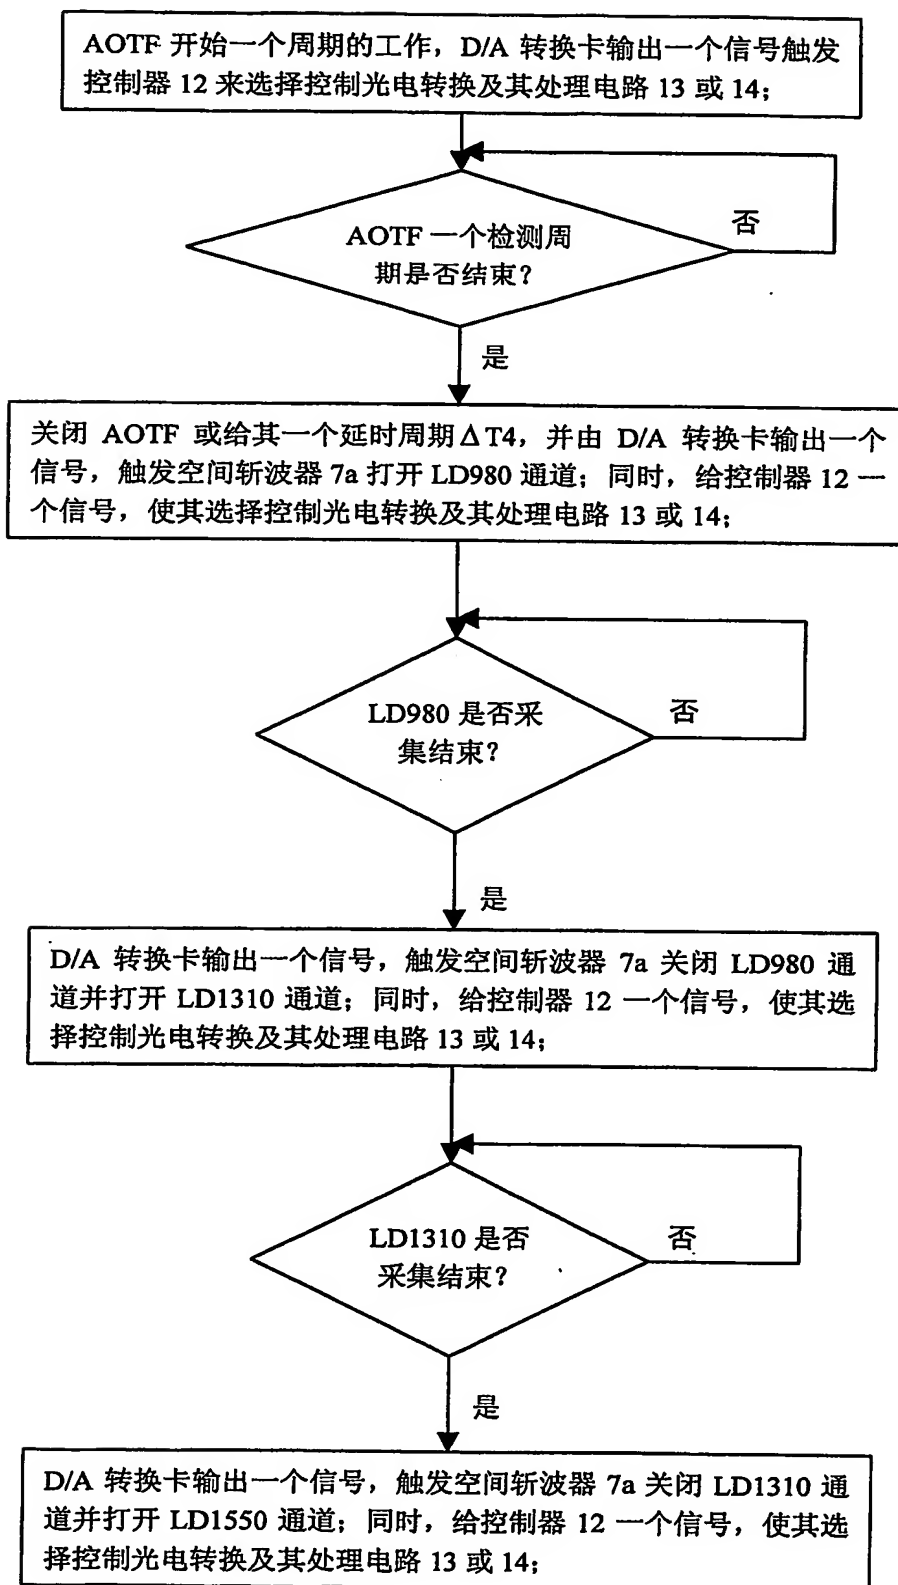 AOTF 开始一个周期的工作，D/A 转换卡输出一个信号触发
控制器 12 来选择控制光电转换及其处理电路 13 或 14；
否
AOTF 一个检测周
期是否结束？
是
关闭 AOTF 或给其一个延时周期ΔT4，并由 D/A 转换卡输出一个
信号，触发空间斩波器 7a 打开 LD980 通道；同时，给控制器 12 一
个信号，使其选择控制光电转换及其处理电路 13 或 14；
LD980 是否采
否
集结束？
是
D/A 转换卡输出一个信号，触发空间斩波器 7a 关闭 LD980 通
道并打开 LD1310 通道；同时，给控制器 12 一个信号，使其选
择控制光电转换及其处理电路 13 或 14；
LD1310 是否
否
采集结束？
是
D/A 转换卡输出一个信号，触发空间斩波器 7a 关闭 LD1310 通
道并打开 LD1550 通道；同时，给控制器 12 一个信号，使其选
择控制光电转换及其处理电路 13 或 14；